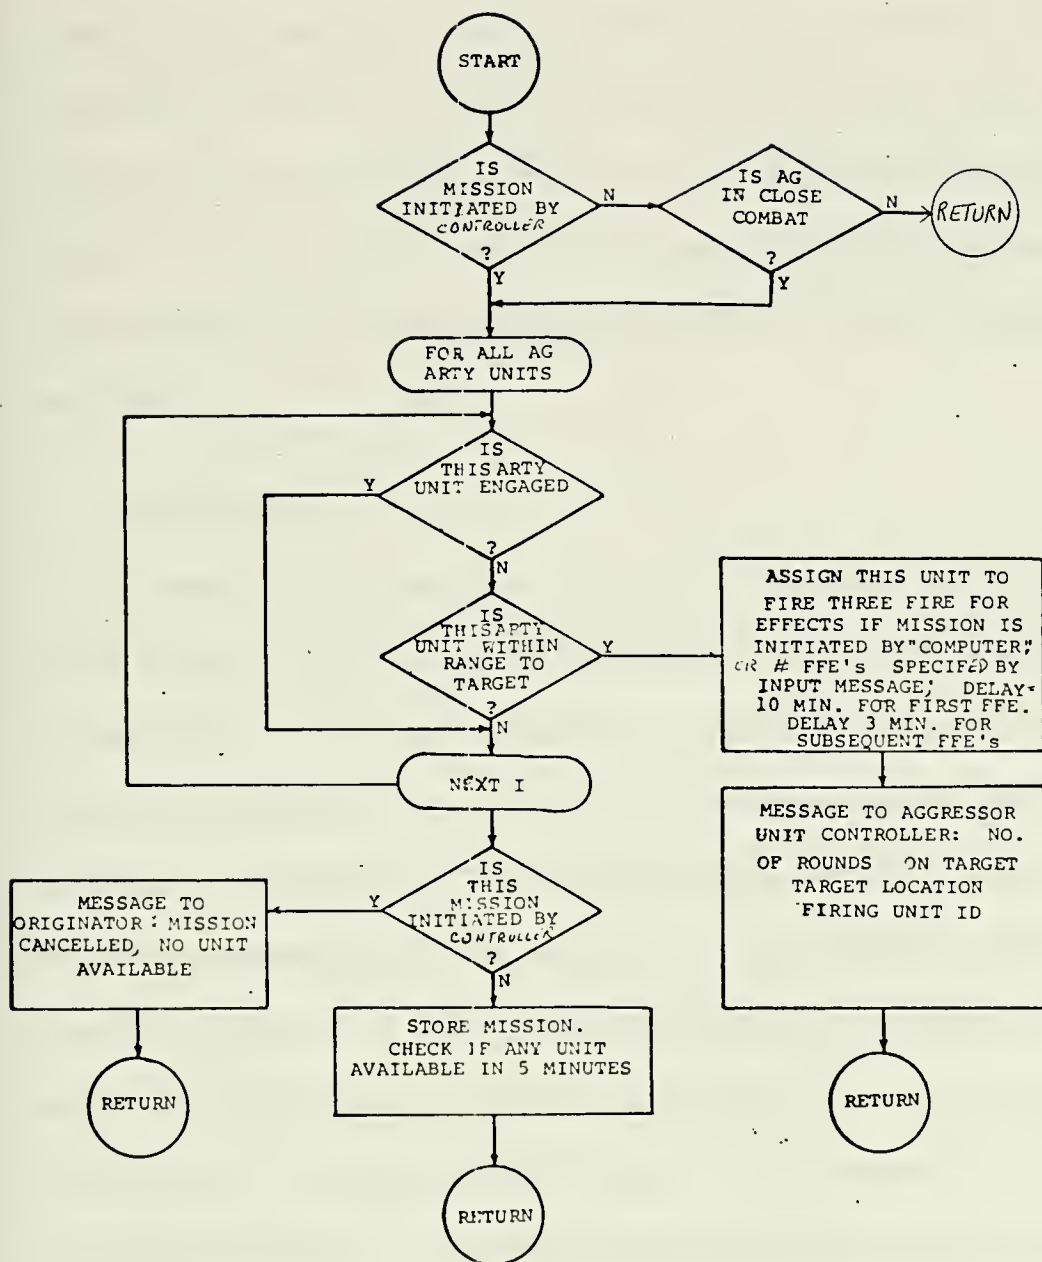 START
IS
MISSION
INITIATED BY
CONTROLLER
?
N
Y
IS AG
IN CLOSE
COMBAT
?
N
Y
RETURN
FOR ALL AG
ARTY UNITS
IS
THIS ARTY
UNIT ENGAGED
?
Y
N
IS
THIS ARTY
UNIT WITHIN
RANGE TO
TARGET
?
Y
N
ASSIGN THIS UNIT TO
FIRE THREE FIRE FOR
EFFECTS IF MISSION IS
INITIATED BY "COMPUTER",
OR # FFE's SPECIFED BY
INPUT MESSAGE; DELAY
10 MIN. FOR FIRST FFE.
DELAY 3 MIN. FOR
SUBSEQUENT FFE's
NEXT I
MESSAGE TO AGGRESSOR
UNIT CONTROLLER: NO.
OF ROUNDS ON TARGET
TARGET LOCATION
FIRING UNIT ID
IS
THIS
MISSION
INITIATED BY
CONTROLLER
?
Y
N
MESSAGE TO
ORIGINATOR: MISSION
CANCELLED, NO UNIT
AVAILABLE
STORE MISSION.
CHECK IF ANY UNIT
AVAILABLE IN 5 MINUTES
RETURN
RETURN
RETURN